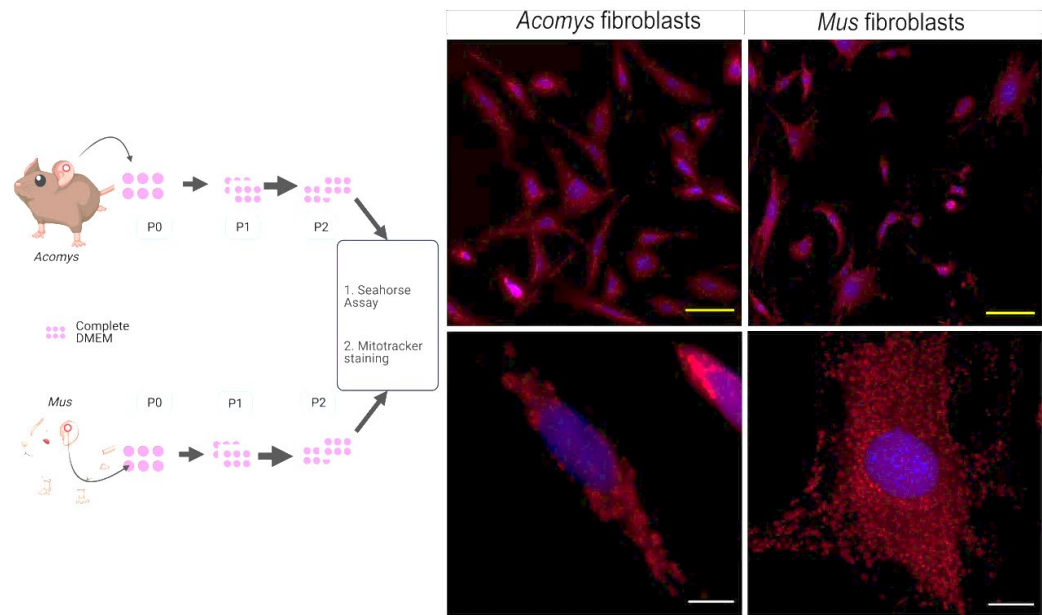 Acomys fibroblasts
Mus fibroblasts
Acomys
P0
P1
P2
1. Seahorse
Assay
2. Mitotracker
staining
Complete
DMEM
Mus
P0
P1
P2